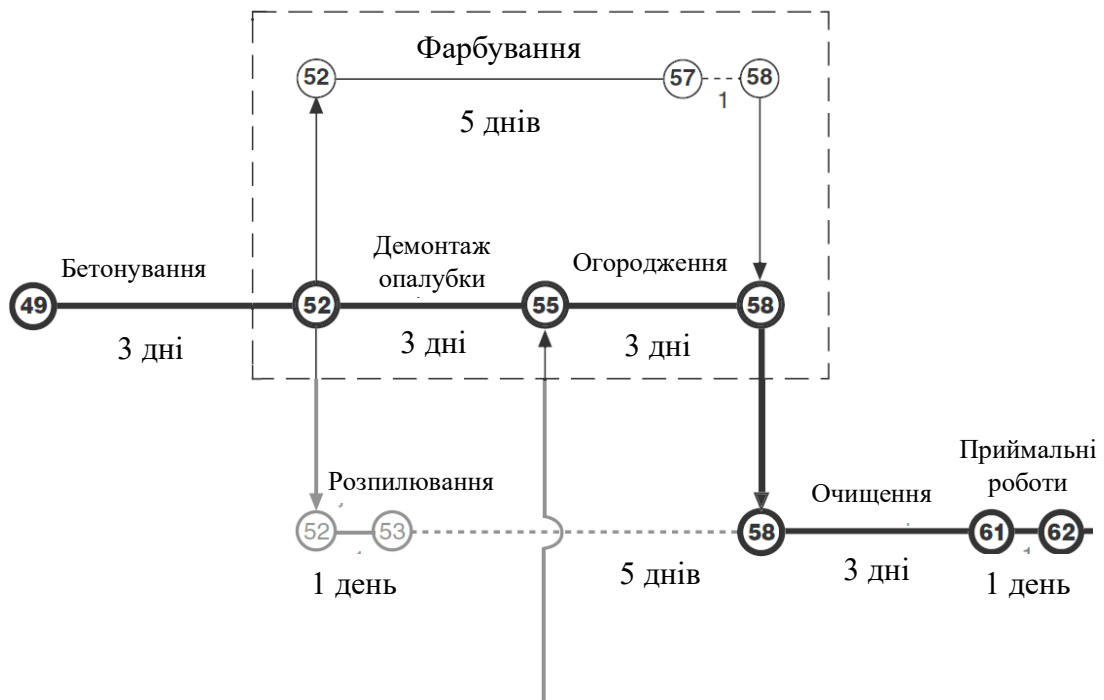 Фарбування
52
57
58
1
5 днів
Бетонування
Демонтаж
опалубки
Огородження
49
52
55
58
3 дні
3 дні
3 дні
Розпилювання
Очищення
Приймальні
роботи
52
53
58
61
62
1
1 день
5 днів
3 дні
1 день